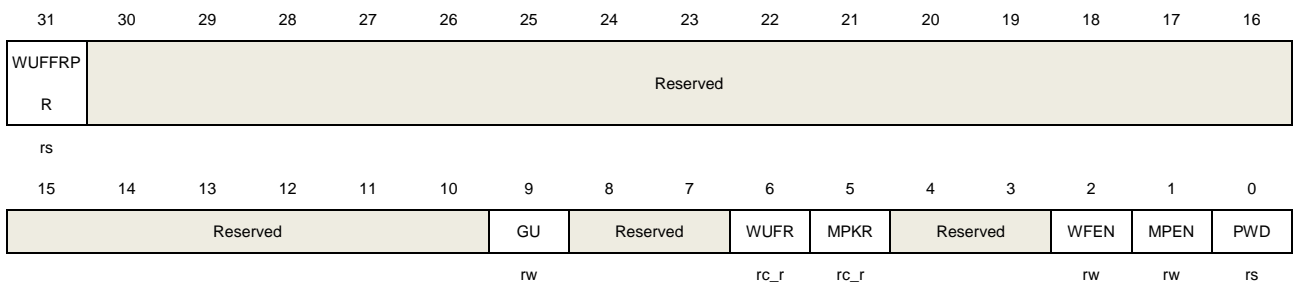 31 30 29 28 27 26 25 24 23 22 21 20 19 18 17 16
WUFFRP
R
Reserved
rs
15 14 13 12 11 10 9 8 7 6 5 4 3 2 1 0
Reserved GU Reserved WUFR MPKR Reserved WFEN MPEN PWD
rw rc_r rc_r rw rw rs